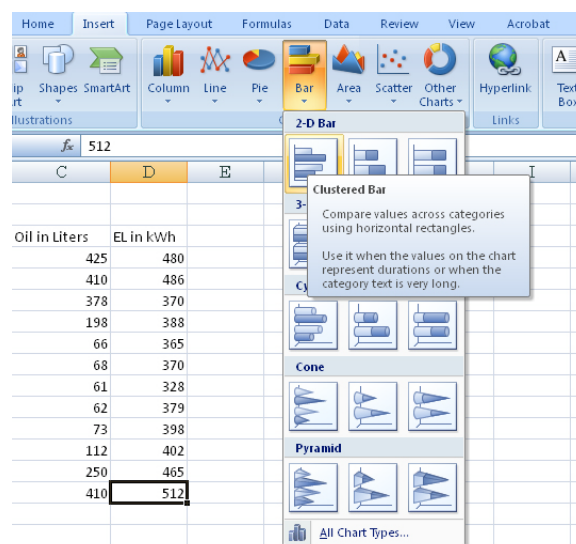 Home Insert Page Layout Formulas Data Review View Acrobat
Shapes SmartArt Column Line Pie Bar Area Scatter Other Charts Hyperlink
Links
fx 512
2-D Bar
C D E I
Clustered Bar
Compare values across categories
using horizontal rectangles.
Use it when the values on the chart
represent durations or when the
category text is very long.
Oil in Liters EL in kWh
425 480
410 486
378 370
198 388
66 365
68 370
61 328
62 379
73 398
112 402
250 465
410 512
Cone
Pyramid
All Chart Types...